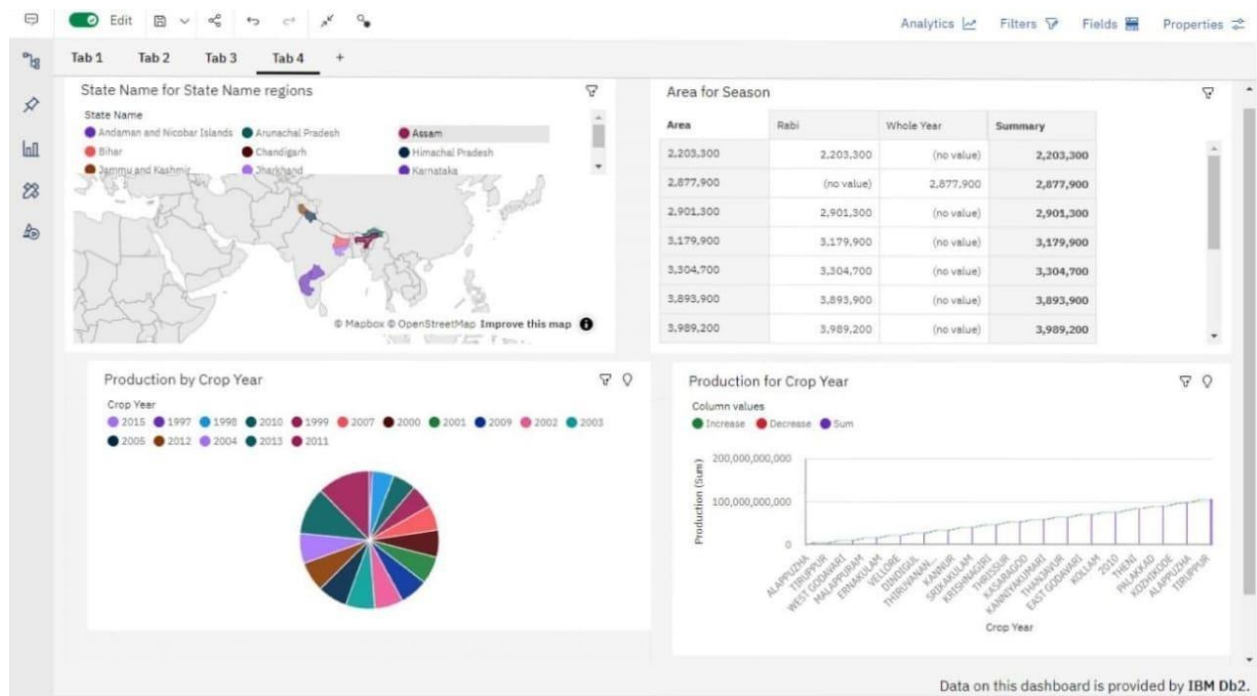 Edit
Analytics Filters Fields Properties
Tab 1 Tab 2 Tab 3 Tab 4 +
State Name for State Name regions
State Name
Andaman and Nicobar Islands Arunachal Pradesh Assam
Bihar Chandigarh Himachal Pradesh
Jammu and Kashmir Jharkhand Karnataka
© Mapbox © OpenStreetMap Improve this map
Area for Season
Area Rabi Whole Year Summary
2,203,300 2,203,300 (no value) 2,203,300
2,877,900 (no value) 2,877,900 2,877,900
2,901,300 2,901,300 (no value) 2,901,300
3,179,900 3,179,900 (no value) 3,179,900
3,304,700 3,304,700 (no value) 3,304,700
3,893,900 3,893,900 (no value) 3,893,900
3,989,200 3,989,200 (no value) 3,989,200
Production by Crop Year
Crop Year
2015 1997 1998 2010 1999 2007 2000 2001 2009 2002 2003
2005 2012 2004 2013 2011
Production for Crop Year
Column values
Increase Decrease Sum
Production (Sum)
200,000,000,000
100,000,000,000
0
ALAPPUZHA TIRUPPUR WEST GODAVARI MALAPPURAM ERNAKULAM VELLORE DINDIGUL THIRUVANAN... KANNUR SRIKAKULAM KRISHNAGIRI THRISSUR KASARAGOD KANNIYAKUMARI THANJAVUR EAST GODAVARI KOLLAM 2010 THENI PALAKKAD KOZHIKODE ALAPPUZHA TIRUPPUR
Crop Year
Data on this dashboard is provided by IBM Db2.